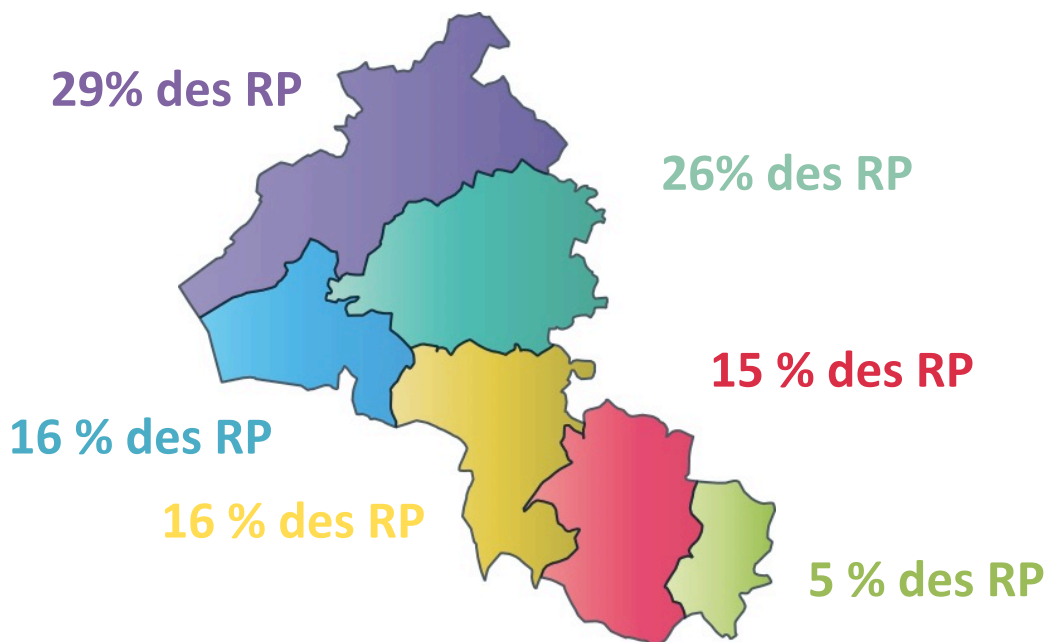 29% des RP
26% des RP
15 % des RP
16 % des RP
16 % des RP
5 % des RP